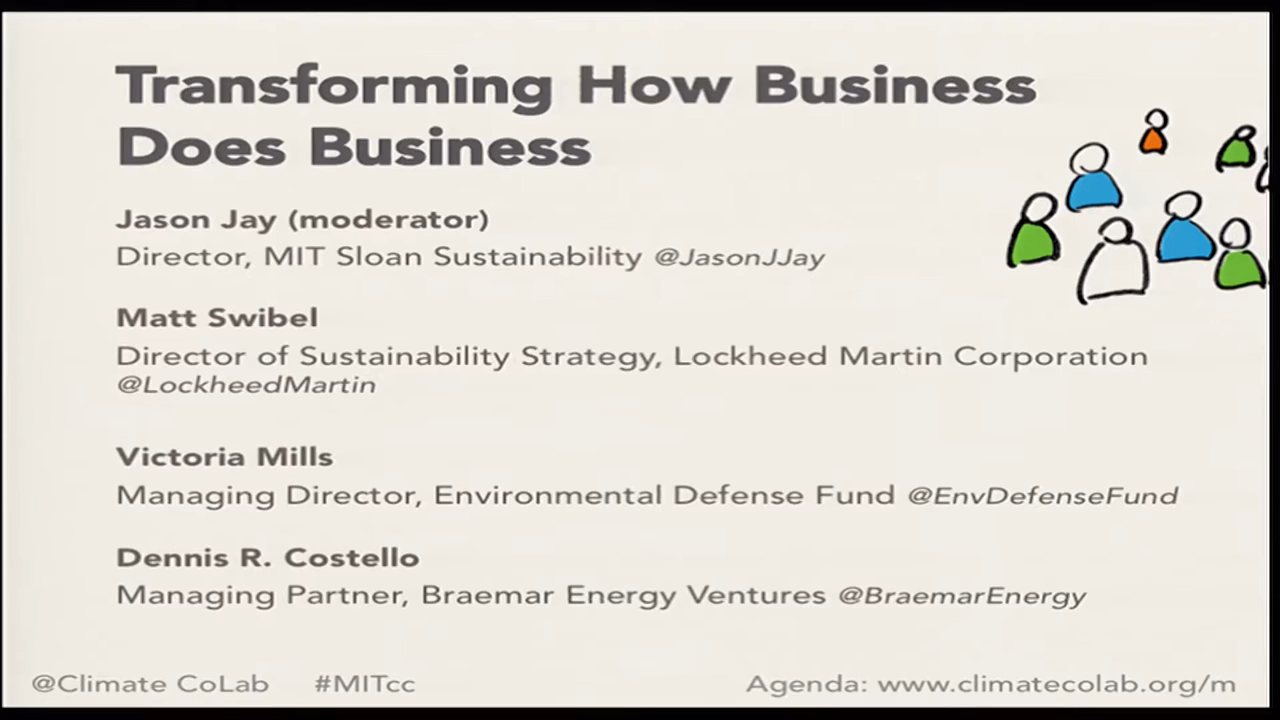 Transforming How Business
Does Business
Jason Jay (moderator)
Director, MIT Sloan Sustainability @JasonJJay
Matt Swibel
Director of Sustainability Strategy, Lockheed Martin Corporation
@LockheedMartin
Victoria Mills
Managing Director, Environmental Defense Fund @EnvDefenseFund
Dennis R. Costello
Managing Partner, Braemar Energy Ventures @BraemarEnergy
@Climate CoLab #MITcc Agenda: www.climatecolab.org/m